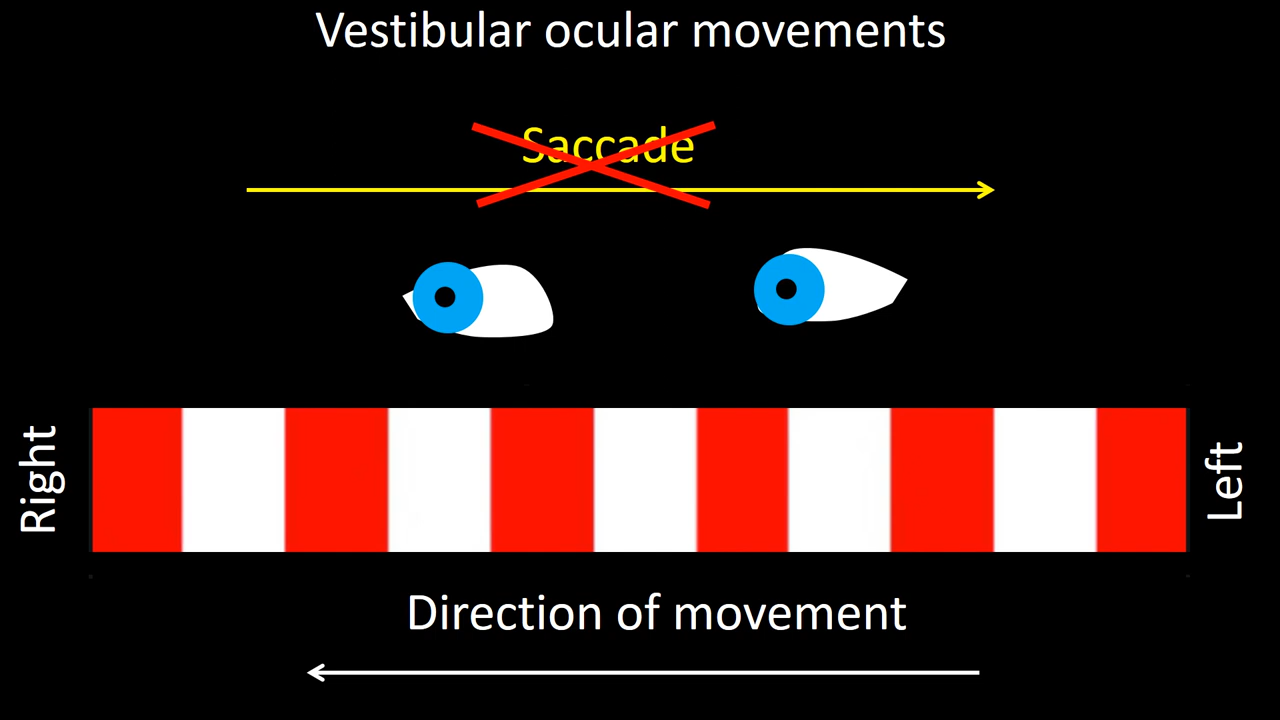 Vestibular ocular movements
Saccade
Right
Left
Direction of movement